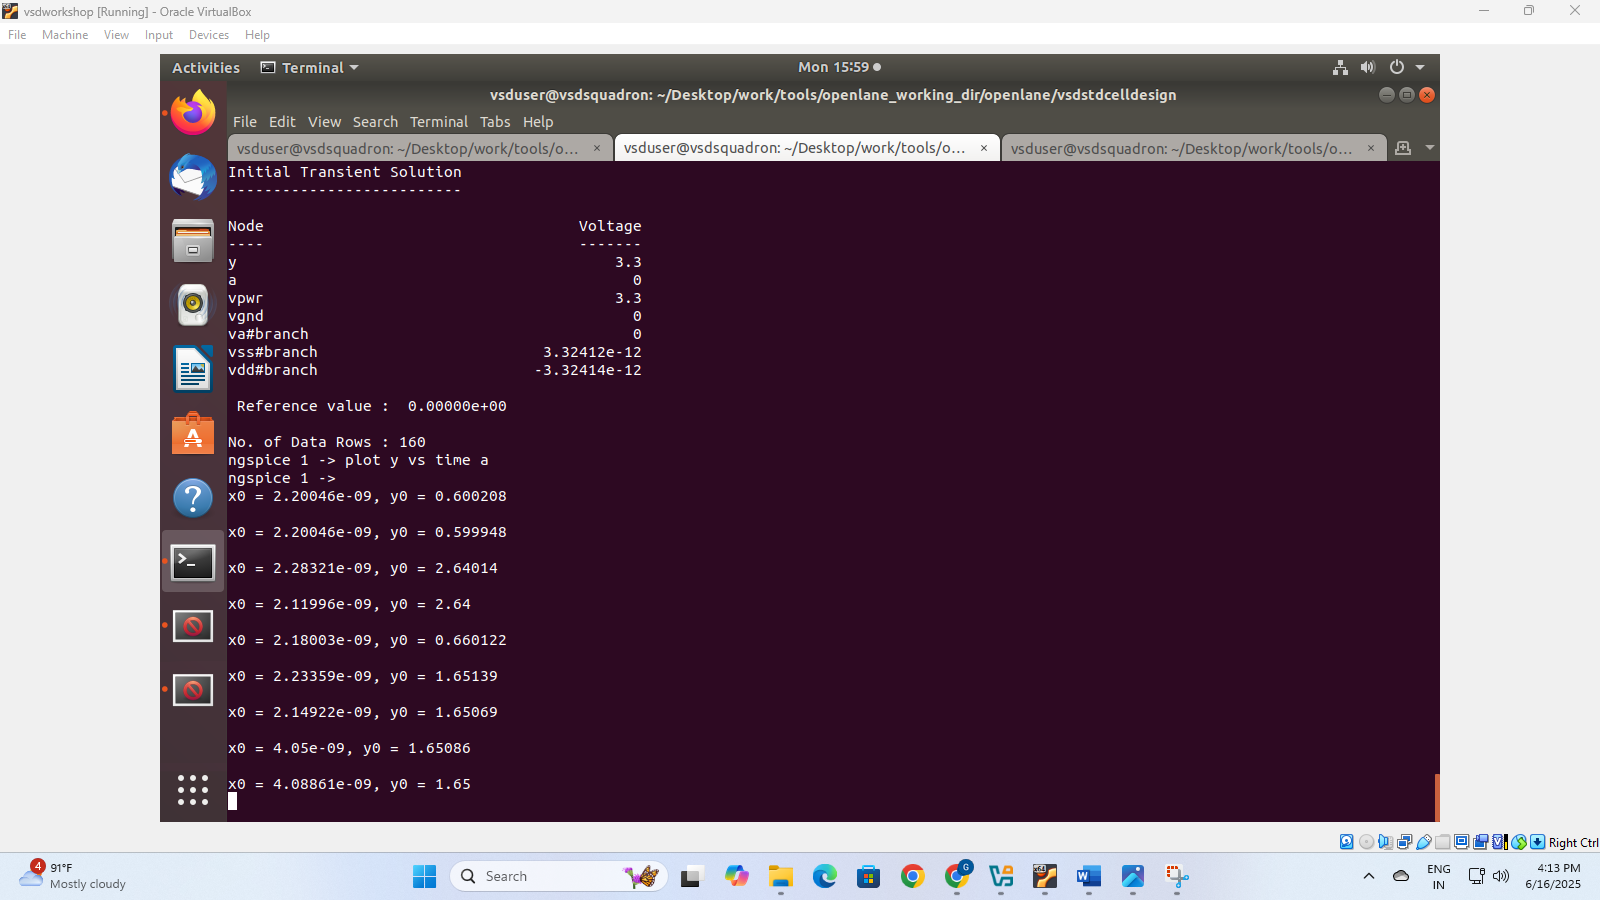 vsdworkshop [Running] - Oracle VirtualBox
File Machine View Input Devices Help
Activities Terminal Mon 15:59
vsduser@vsdsquadron: ~/Desktop/work/tools/openlane_working_dir/openlane/vsdstdcelldesign
File Edit View Search Terminal Tabs Help
vsduser@vsdsquadron: ~/Desktop/work/tools/o... × vsduser@vsdsquadron: ~/Desktop/work/tools/o... × vsduser@vsdsquadron: ~/Desktop/work/tools/o... ×
Initial Transient Solution
--------------------------
Node Voltage
---- -------
y 3.3
a 0
vpwr 3.3
vgnd 0
va#branch 0
vss#branch 3.32412e-12
vdd#branch -3.32414e-12
Reference value : 0.00000e+00
No. of Data Rows : 160
ngspice 1 -> plot y vs time a
ngspice 1 ->
x0 = 2.20046e-09, y0 = 0.600208
x0 = 2.20046e-09, y0 = 0.599948
x0 = 2.28321e-09, y0 = 2.64014
x0 = 2.11996e-09, y0 = 2.64
x0 = 2.18003e-09, y0 = 0.660122
x0 = 2.23359e-09, y0 = 1.65139
x0 = 2.14922e-09, y0 = 1.65069
x0 = 4.05e-09, y0 = 1.65086
x0 = 4.08861e-09, y0 = 1.65
Right Ctrl
4
91°F
Mostly cloudy
Search
G
x64
ENG
IN
4:13 PM
6/16/2025